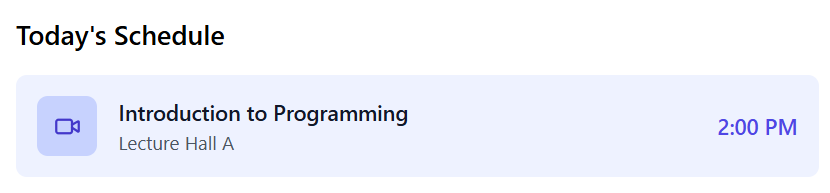 Today's Schedule
Introduction to Programming
Lecture Hall A
2:00 PM